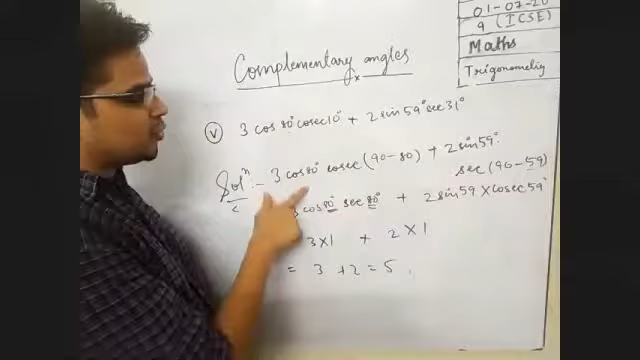 01-07-20
9 (ICSE)
Maths
Trigonometry
Complementary angles
(v) 3 cos 80° cosec 10° + 2 sin 59° sec 31°
Solⁿ:- 3 cos 80° cosec (90-80) + 2 sin 59°.
sec (90-59)
3 cos 80° sec 80° + 2 sin 59 × cosec 59°
3×1 + 2×1
= 3 + 2 = 5.